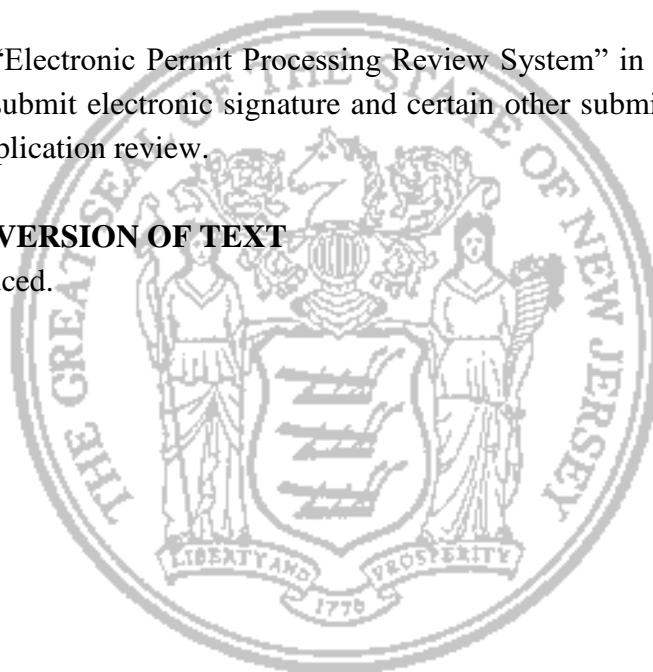 “Electronic Permit Processing Review System” in
submit electronic signature and certain other submi
plication review.
VERSION OF TEXT
uced.
THE GREAT SEAL OF THE STATE OF NEW JERSEY
LIBERTY AND PROSPERITY
1776